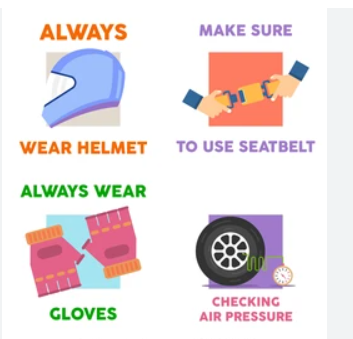 ALWAYS
WEAR HELMET
MAKE SURE
TO USE SEATBELT
ALWAYS WEAR
GLOVES
CHECKING
AIR PRESSURE